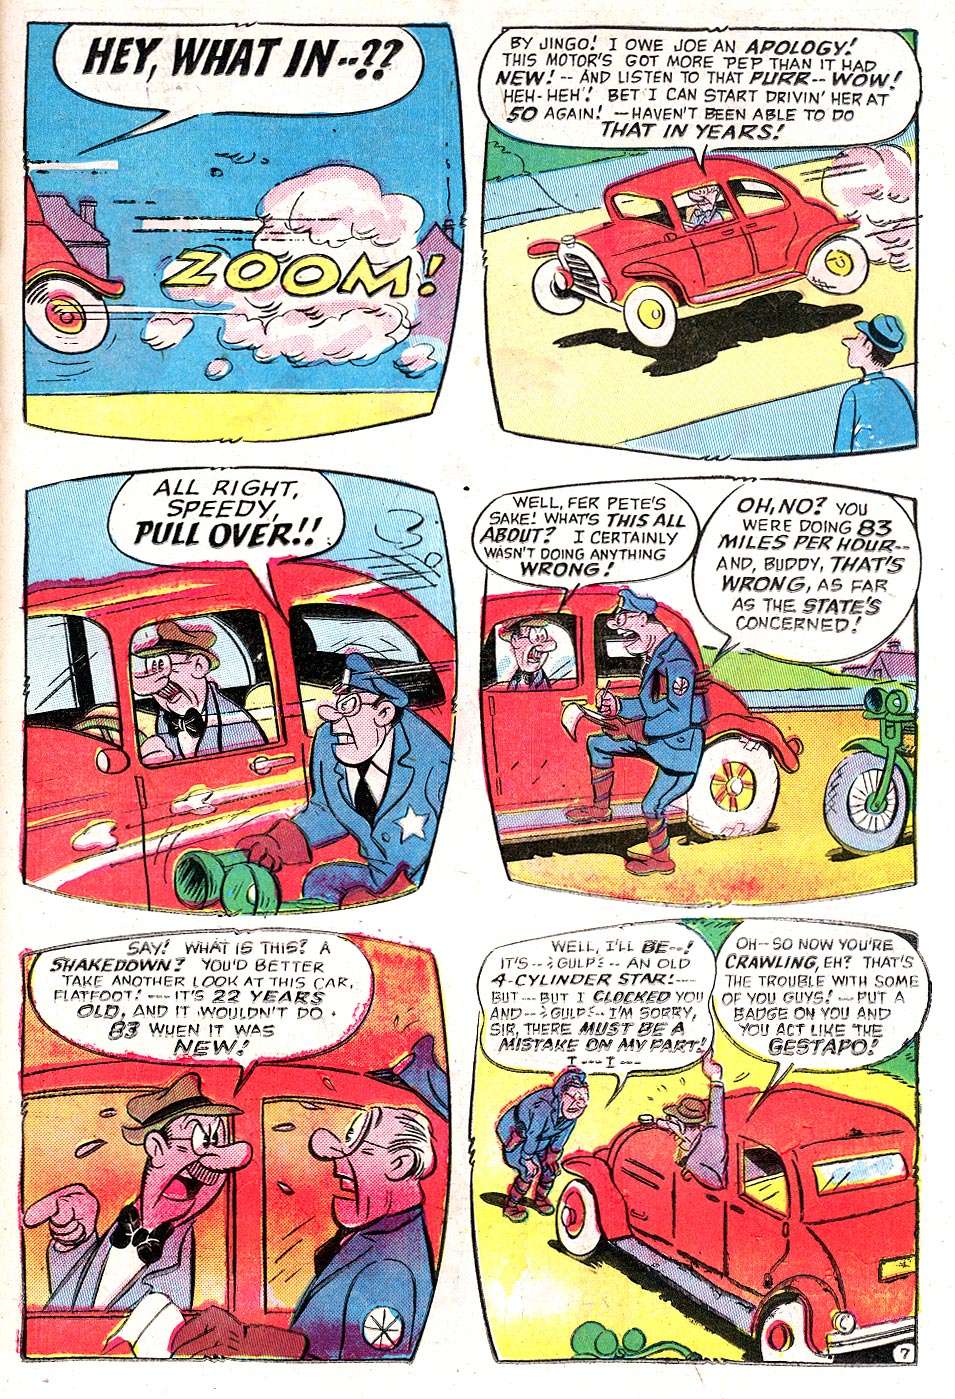 HEY, WHAT IN--??
ZOOM!
BY JINGO! I OWE JOE AN APOLOGY!
THIS MOTOR'S GOT MORE PEP THAN IT HAD
NEW! -- AND LISTEN TO THAT PURR-- WOW!
HEH-HEH! BET I CAN START DRIVIN' HER AT
50 AGAIN! -- HAVEN'T BEEN ABLE TO DO
THAT IN YEARS!
ALL RIGHT,
SPEEDY,
PULL OVER!!
WELL, FER PETE'S
SAKE! WHAT'S THIS ALL
ABOUT? I CERTAINLY
WASN'T DOING ANYTHING
WRONG!
OH, NO? YOU
WERE DOING 83
MILES PER HOUR--
AND, BUDDY, THAT'S
WRONG, AS FAR
AS THE STATE'S
CONCERNED!
SAY! WHAT IS THIS? A
SHAKEDOWN? YOU'D BETTER
TAKE ANOTHER LOOK AT THIS CAR,
FLATFOOT! --- IT'S 22 YEARS
OLD, AND IT WOULDN'T DO
83 WHEN IT WAS
NEW!
WELL, I'LL BE--!
IT'S -- GULP! -- AN OLD
4-CYLINDER STAR!----
BUT -- BUT I CLOCKED YOU
AND -- GULP! -- I'M SORRY,
SIR, THERE MUST BE A
MISTAKE ON MY PART!
I --- I ---
OH--SO NOW YOU'RE
CRAWLING, EH? THAT'S
THE TROUBLE WITH SOME
OF YOU GUYS! -- PUT A
BADGE ON YOU AND
YOU ACT LIKE THE
GESTAPO!
7